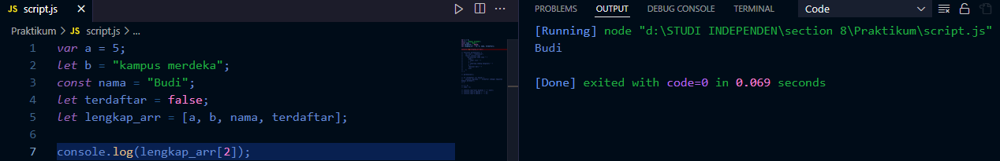 JS script.js
Praktikum > JS script.js > ...
1 var a = 5;
2 let b = "kampus merdeka";
3 const nama = "Budi";
4 let terdaftar = false;
5 let lengkap_arr = [a, b, nama, terdaftar];
6
7 console.log(lengkap_arr[2]);
PROBLEMS OUTPUT DEBUG CONSOLE TERMINAL Code
[Running] node "d:\STUDI INDEPENDEN\section 8\Praktikum\script.js"
Budi
[Done] exited with code=0 in 0.069 seconds